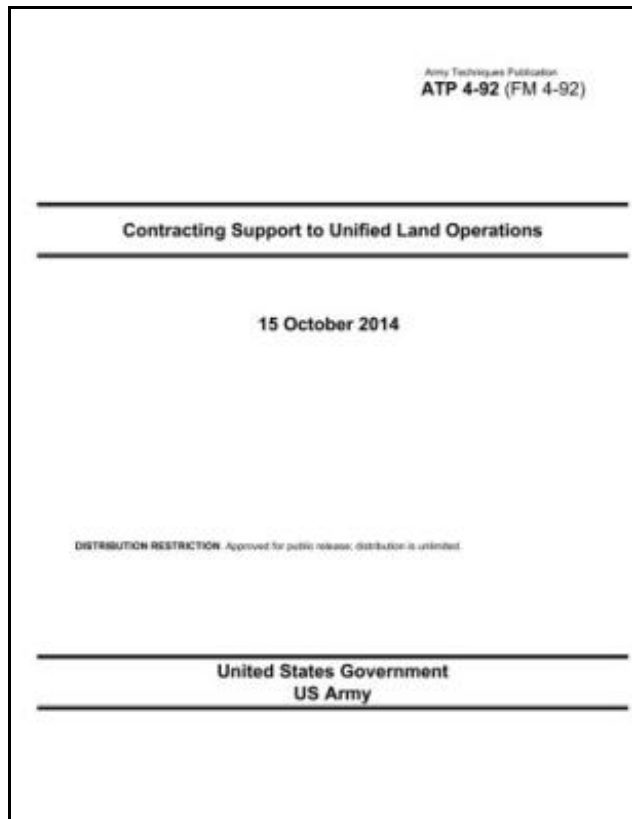 Army Techniques Publication
ATP 4-92 (FM 4-92)
Contracting Support to Unified Land Operations
15 October 2014
DISTRIBUTION RESTRICTION: Approved for public release; distribution is unlimited.
United States Government
US Army